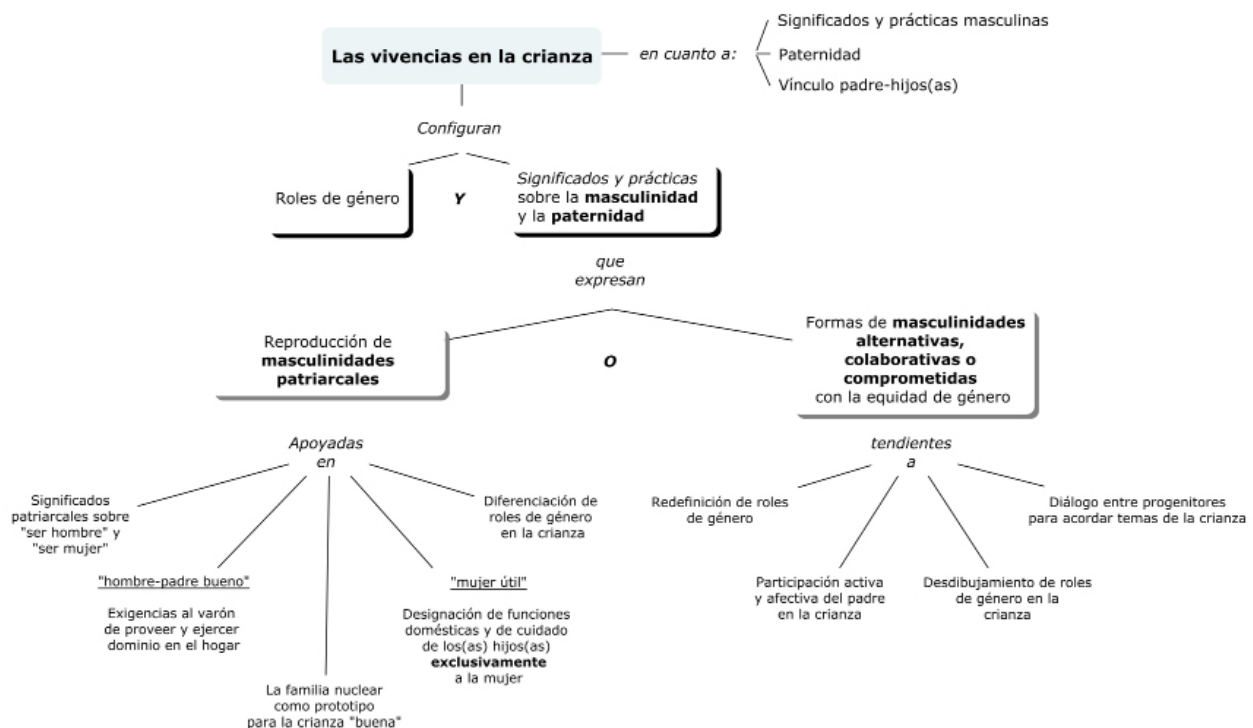 Las vivencias en la crianza
en cuanto a:
Significados y prácticas masculinas
Paternidad
Vínculo padre-hijos(as)
Configuran
Roles de género
Y
Significados y prácticas
sobre la masculinidad
y la paternidad
que
expresan
Reproducción de
masculinidades
patriarcales
O
Formas de masculinidades
alternativas,
colaborativas o
comprometidas
con la equidad de género
Apoyadas
en
Significados
patriarcales sobre
"ser hombre" y
"ser mujer"
"hombre-padre bueno"
Exigencias al varón
de proveer y ejercer
dominio en el hogar
La familia nuclear
como prototipo
para la crianza "buena"
"mujer útil"
Designación de funciones
domésticas y de cuidado
de los(as) hijos(as)
exclusivamente
a la mujer
Diferenciación de
roles de género
en la crianza
tendientes
a
Redefinición de roles
de género
Participación activa
y afectiva del padre
en la crianza
Desdibujamiento de roles
de género en la
crianza
Diálogo entre progenitores
para acordar temas de la crianza